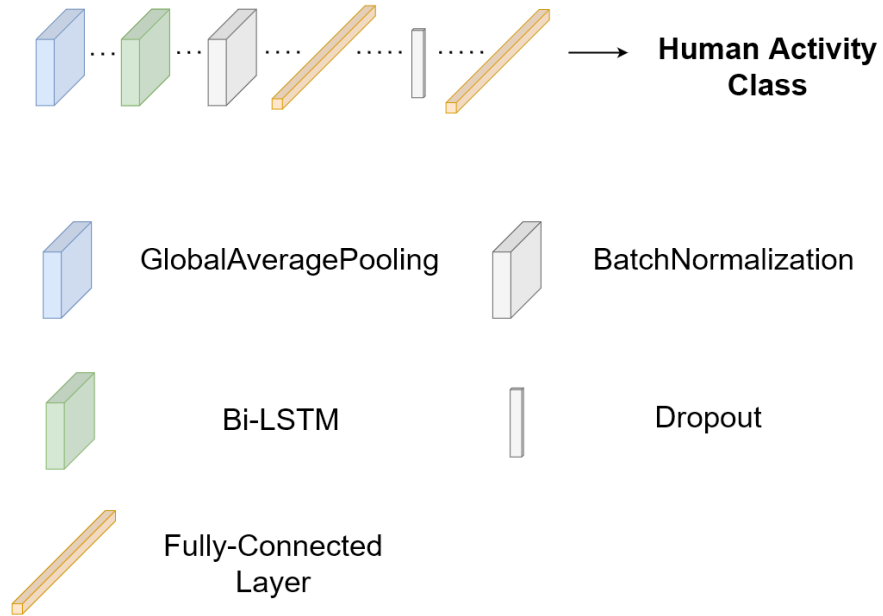 Human Activity
Class
GlobalAveragePooling
BatchNormalization
Bi-LSTM
Dropout
Fully-Connected
Layer